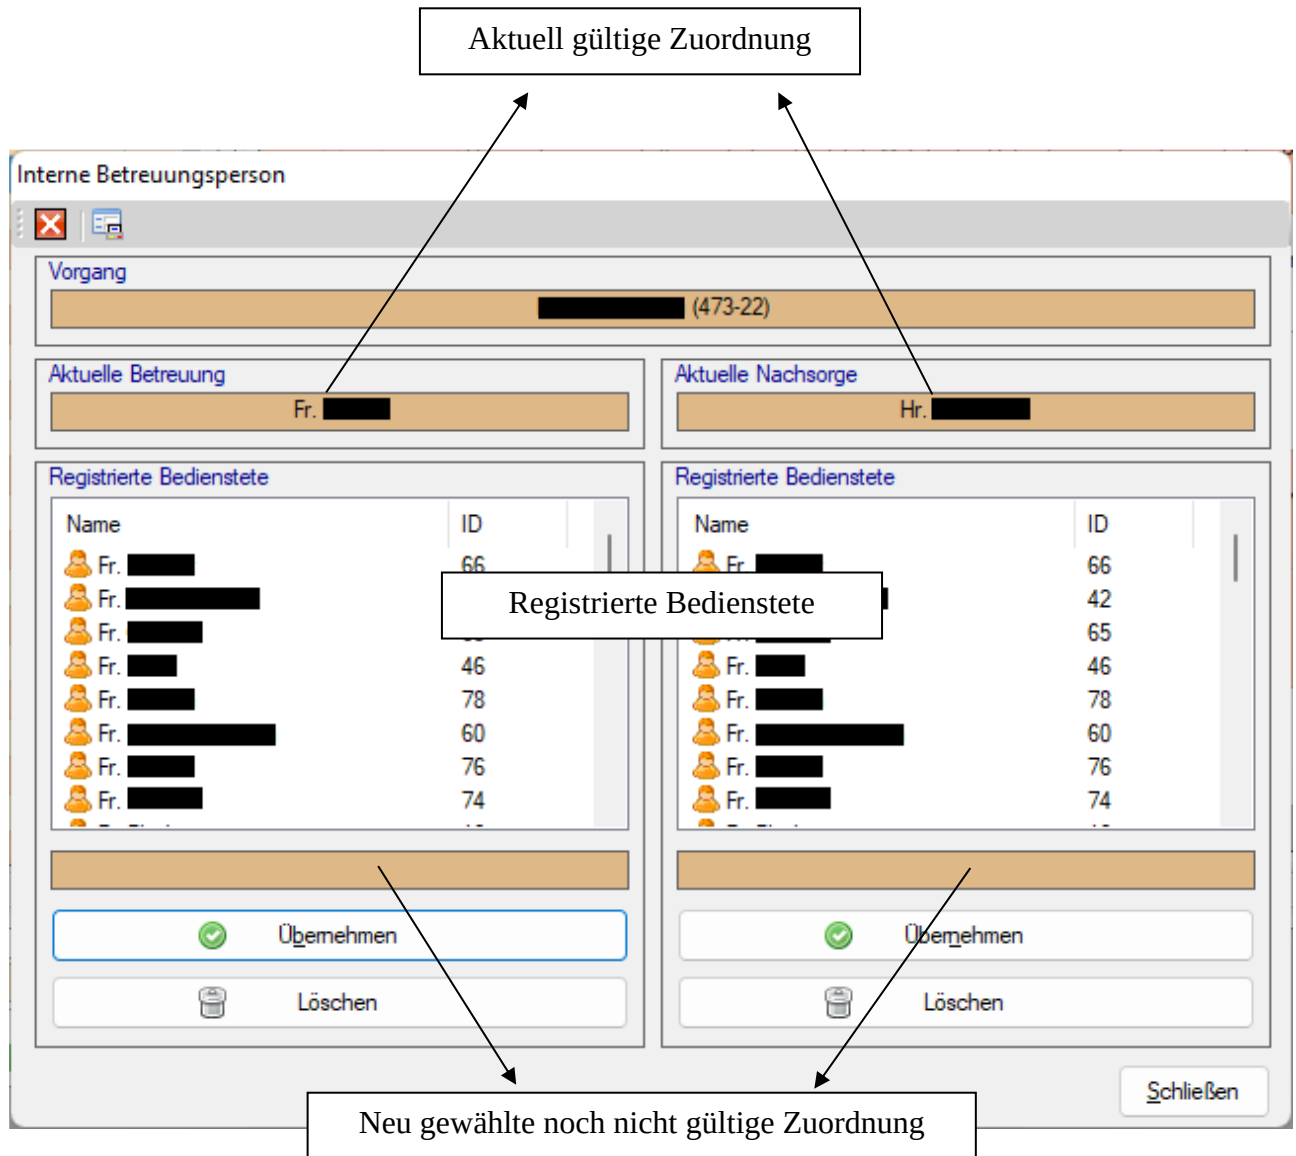 Aktuell gültige Zuordnung
Interne Betreuungsperson
Vorgang
(473-22)
Aktuelle Betreuung
Fr.
Aktuelle Nachsorge
Hr.
Registrierte Bedienstete
Name ID
Fr. 66
Fr.
Fr.
Fr. 46
Fr. 78
Fr. 60
Fr. 76
Fr. 74
Registrierte Bedienstete
Registrierte Bedienstete
Name ID
Fr. 66
42
65
Fr. 46
Fr. 78
Fr. 60
Fr. 76
Fr. 74
Übernehmen
Löschen
Übernehmen
Löschen
Schließen
Neu gewählte noch nicht gültige Zuordnung